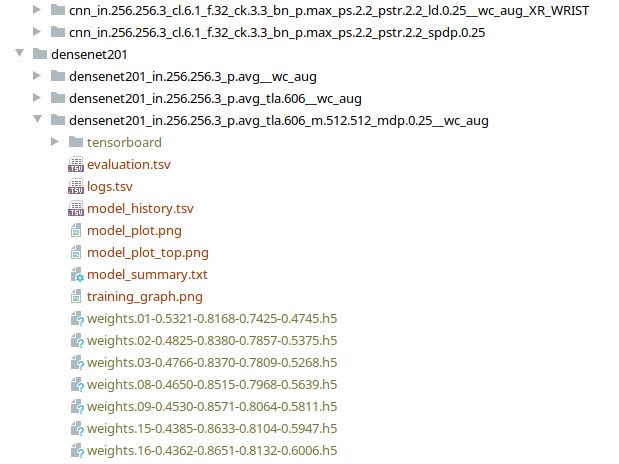 cnn_in.256.256.3_cl.6.1_f.32_ck.3.3_bn_p.max_ps.2.2_pstr.2.2_ld.0.25__wc_aug_XR_WRIST
cnn_in.256.256.3_cl.6.1_f.32_ck.3.3_bn_p.max_ps.2.2_pstr.2.2_spdp.0.25
densenet201
densenet201_in.256.256.3_p.avg__wc_aug
densenet201_in.256.256.3_p.avg_tla.606__wc_aug
densenet201_in.256.256.3_p.avg_tla.606_m.512.512_mdp.0.25__wc_aug
tensorboard
evaluation.tsv
logs.tsv
model_history.tsv
model_plot.png
model_plot_top.png
model_summary.txt
training_graph.png
weights.01-0.5321-0.8168-0.7425-0.4745.h5
weights.02-0.4825-0.8380-0.7857-0.5375.h5
weights.03-0.4766-0.8370-0.7809-0.5268.h5
weights.08-0.4650-0.8515-0.7968-0.5639.h5
weights.09-0.4530-0.8571-0.8064-0.5811.h5
weights.15-0.4385-0.8633-0.8104-0.5947.h5
weights.16-0.4362-0.8651-0.8132-0.6006.h5